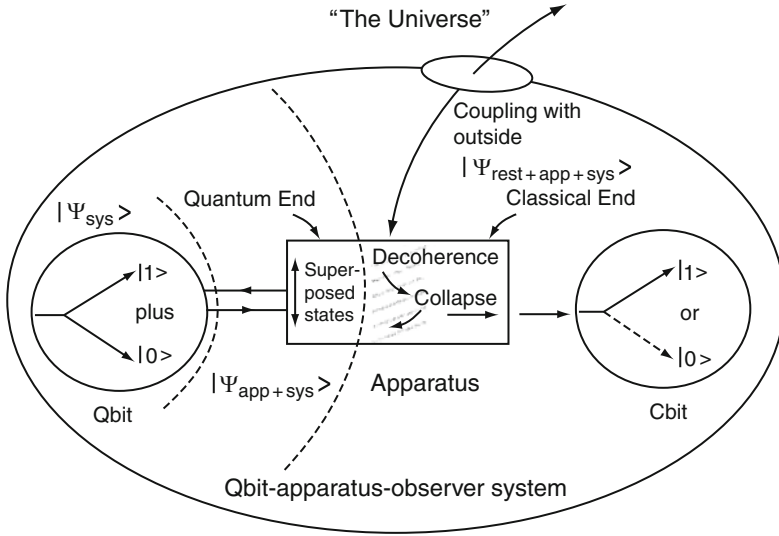 “The Universe”
Coupling with
outside
|Ψrest + app + sys>
Quantum End
Classical End
|Ψsys>
|1>
plus
|0>
Qbit
Super-
posed
states
Decoherence
Collapse
|1>
or
|0>
Cbit
|Ψapp + sys>
Apparatus
Qbit-apparatus-observer system